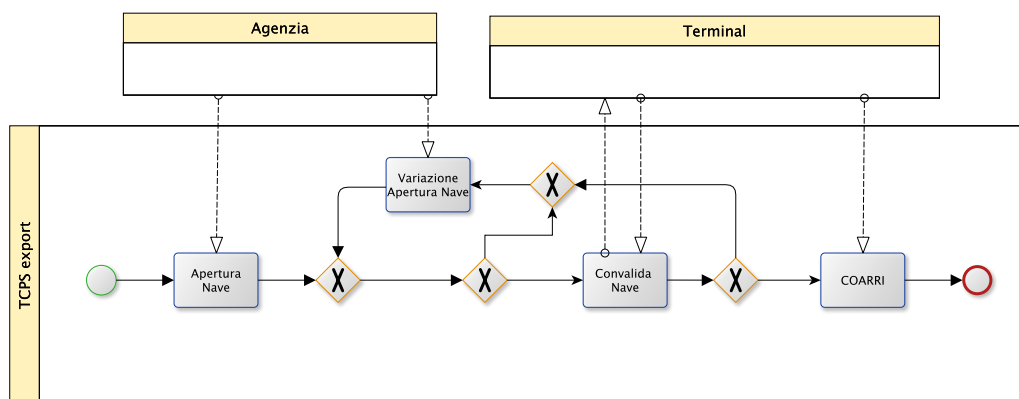 Agenzia
Terminal
TCPS export
Variazione
Apertura Nave
Apertura
Nave
Convalida
Nave
COARRI